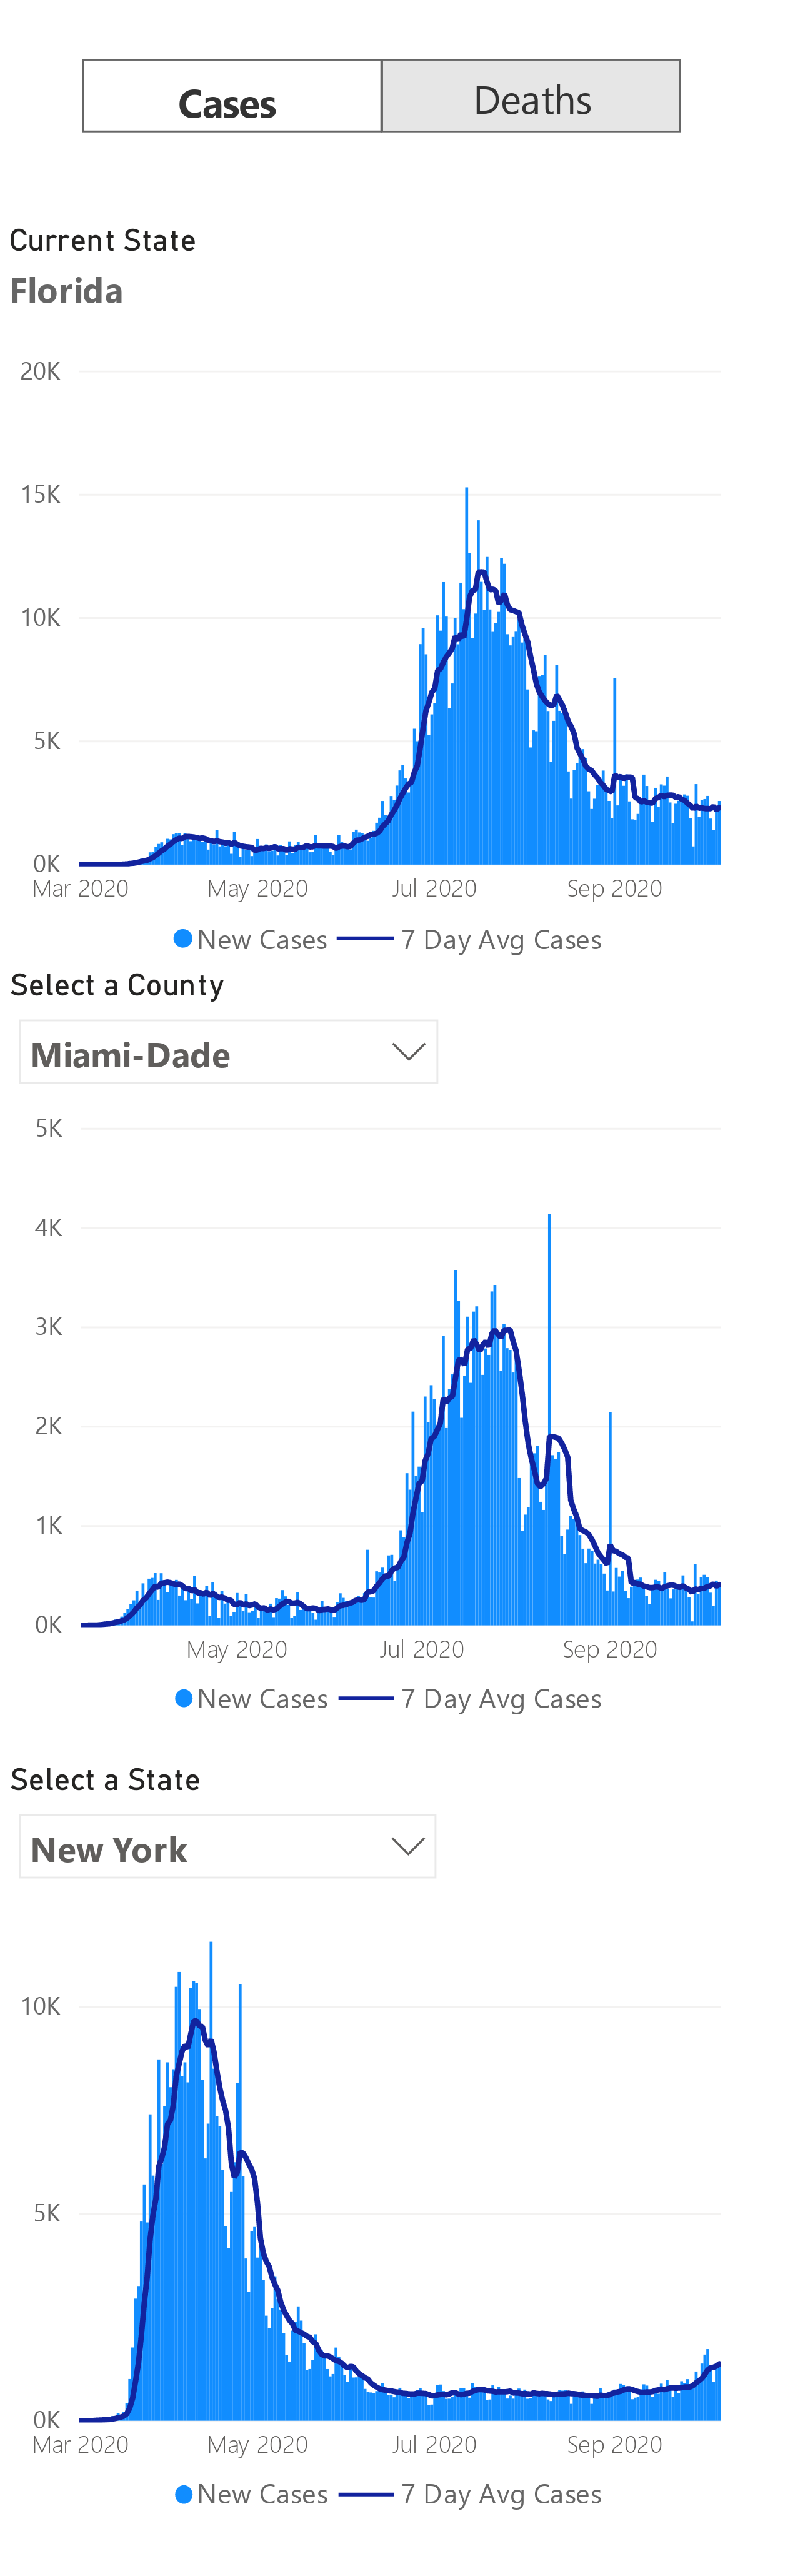 Cases Deaths
Current State
Florida
20K
15K
10K
5K
0K
Mar 2020 May 2020 Jul 2020 Sep 2020
New Cases 7 Day Avg Cases
Select a County
Miami-Dade
5K
4K
3K
2K
1K
0K
May 2020 Jul 2020 Sep 2020
New Cases 7 Day Avg Cases
Select a State
New York
10K
5K
0K
Mar 2020 May 2020 Jul 2020 Sep 2020
New Cases 7 Day Avg Cases